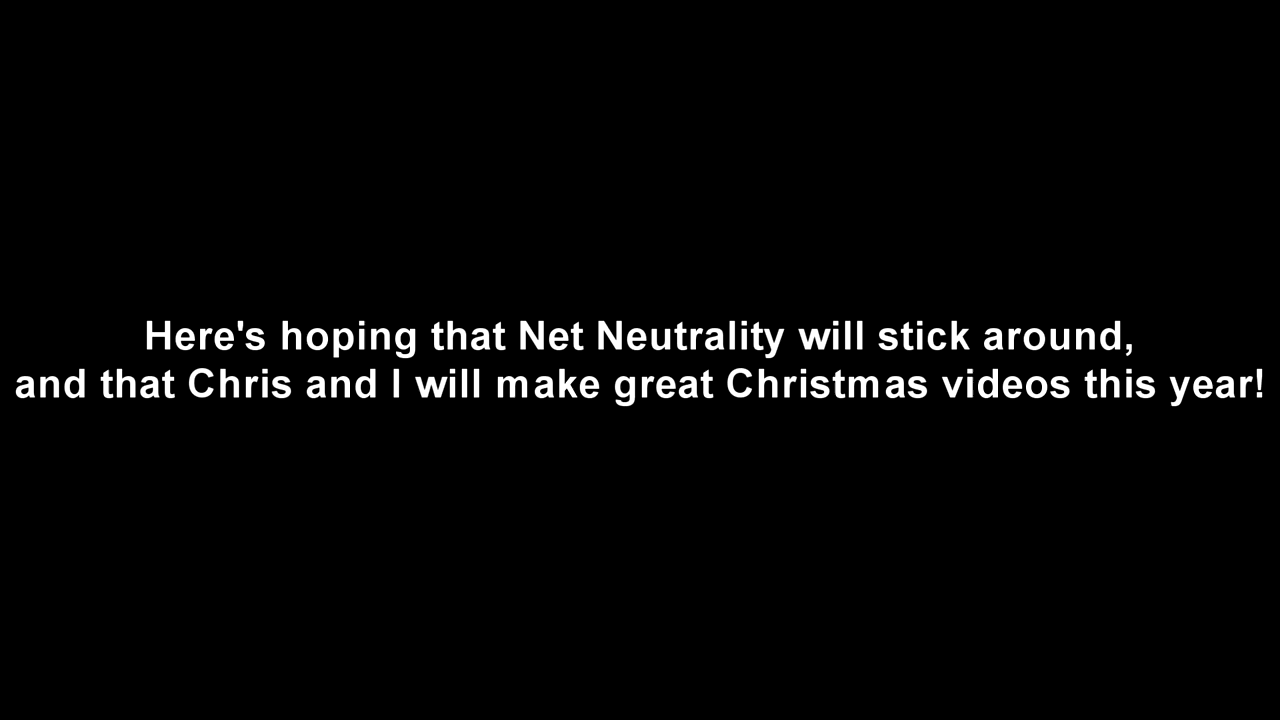 Here's hoping that Net Neutrality will stick around,
and that Chris and I will make great Christmas videos this year!